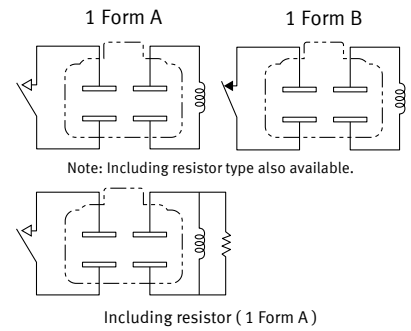 1 Form A
1 Form B
Note: Including resistor type also available.
Including resistor ( 1 Form A )